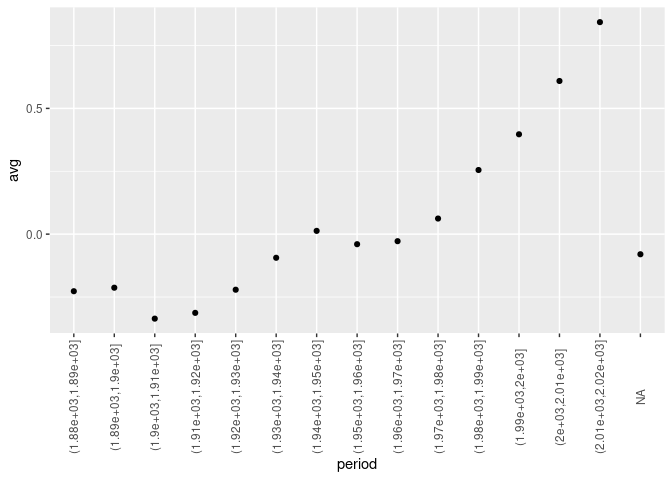 avg
0.5
0.0
(1.88e+03,1.89e+03]
(1.89e+03,1.9e+03]
(1.9e+03,1.91e+03]
(1.91e+03,1.92e+03]
(1.92e+03,1.93e+03]
(1.93e+03,1.94e+03]
(1.94e+03,1.95e+03]
(1.95e+03,1.96e+03]
(1.96e+03,1.97e+03]
(1.97e+03,1.98e+03]
(1.98e+03,1.99e+03]
(1.99e+03,2e+03]
(2e+03,2.01e+03]
(2.01e+03,2.02e+03]
NA
period